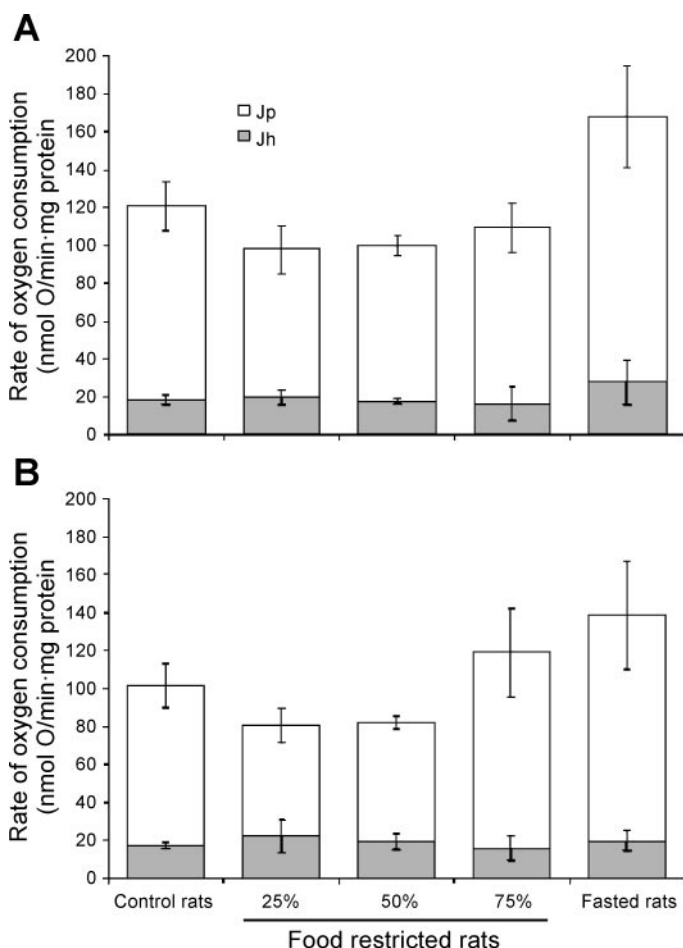 A
Rate of oxygen consumption
(nmol O/min·mg protein
200
180
160
140
120
100
80
60
40
20
0
Jp
Jh
B
Rate of oxygen consumption
(nmol O/min·mg protein
200
180
160
140
120
100
80
60
40
20
0
Control rats 25% 50% 75% Fasted rats
Food restricted rats